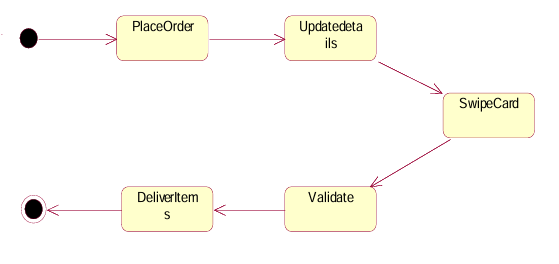 PlaceOrder
Updatedeta
ils
SwipeCard
DeliverItem
s
Validate